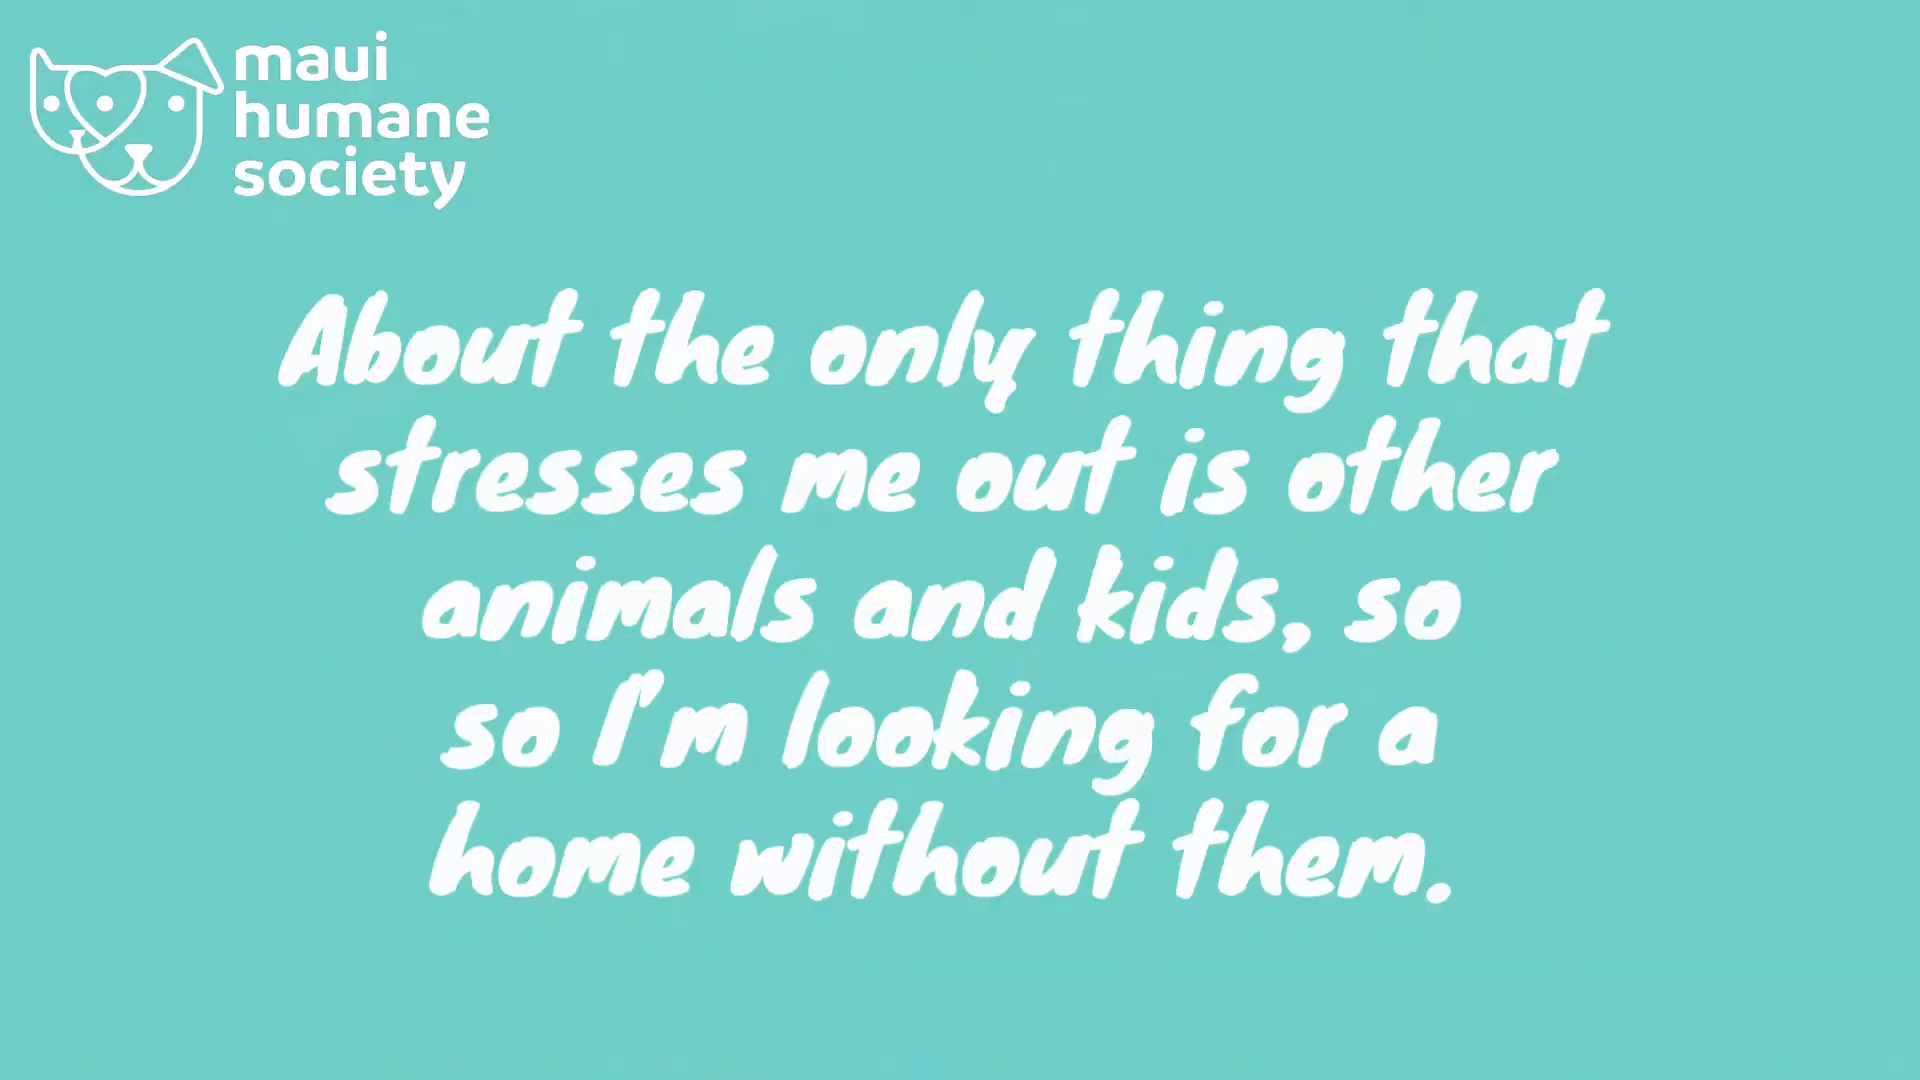 maui
humane
society
About the only thing that
stresses me out is other
animals and kids, so
so I'm looking for a
home without them.